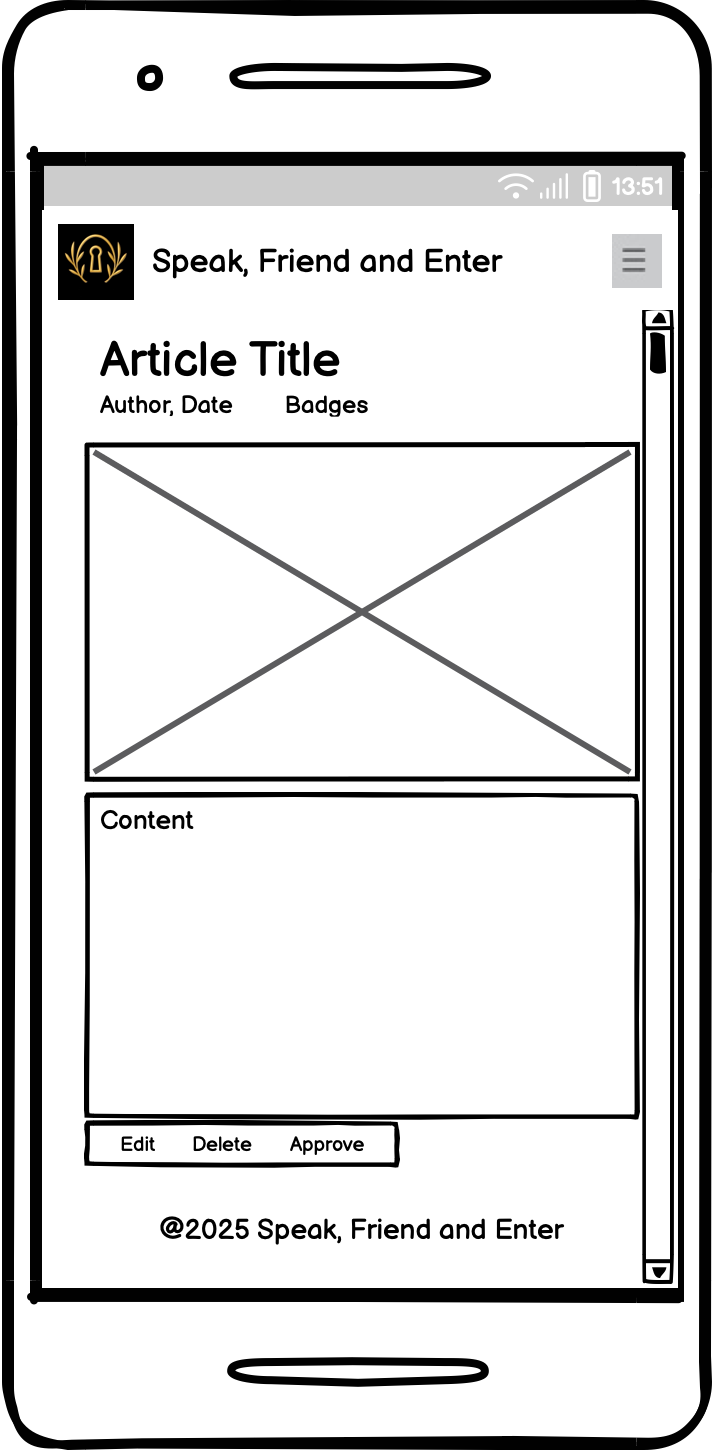 13:51
Speak, Friend and Enter
Article Title
Author, Date Badges
Content
Edit Delete Approve
@2025 Speak, Friend and Enter